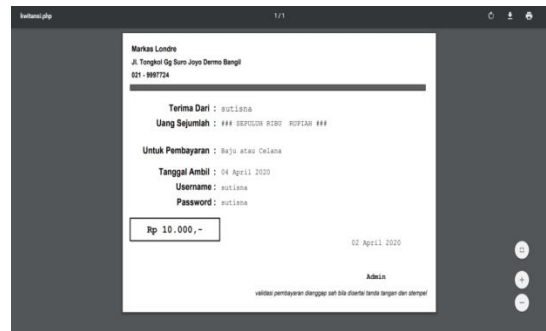 kwitansi.php
1/1
Markas Londre
Jl. Tongkol Gg Suro Joyo Dermo Bangil
021 - 9997724
Terima Dari : sutisna
Uang Sejumlah : ### SEPULUH RIBU RUPIAH ###
Untuk Pembayaran : Baju atau Celana
Tanggal Ambil : 04 April 2020
Username : sutisna
Password : sutisna
Rp 10.000,-
02 April 2020
Admin
validasi pembayaran dianggap sah bila disertai tanda tangan dan stempel